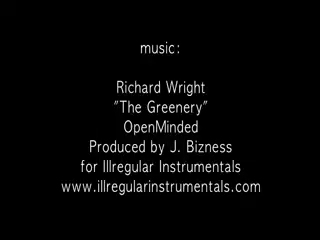 music:
Richard Wright
"The Greenery"
OpenMinded
Produced by J. Bizness
for Illregular Instrumentals
www.illregularinstrumentals.com